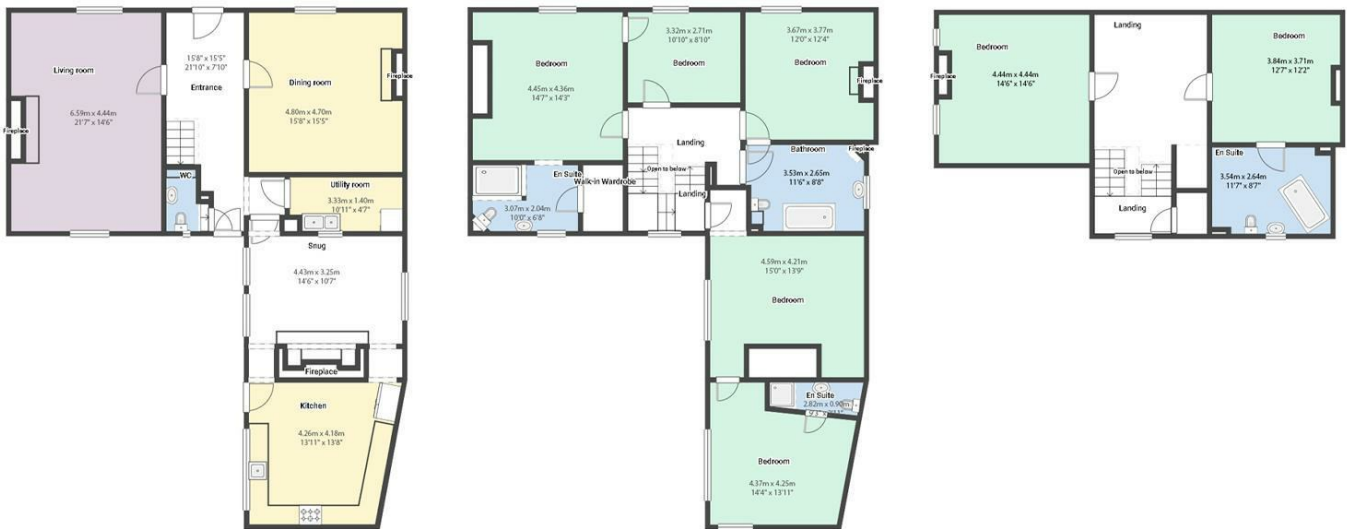 Living room
6.59m x 4.44m
21'7" x 14'6"
Fireplace
15'8" x 15'5"
21'10" x 7'10"
Entrance
Dining room
4.80m x 4.70m
15'8" x 15'5"
Fireplace
WC
Utility room
3.33m x 1.40m
10'11" x 4'7"
Snug
4.43m x 3.25m
14'6" x 10'7"
Fireplace
Kitchen
4.26m x 4.18m
13'11" x 13'8"
Bedroom
4.45m x 4.36m
14'7" x 14'3"
3.32m x 2.71m
10'10" x 8'10"
Bedroom
3.67m x 3.77m
12'0" x 12'4"
Bedroom
Fireplace
Landing
Open to below
Landing
En Suite
3.07m x 2.04m
10'0" x 6'8"
Walk-in Wardrobe
Bathroom
Fireplace
3.53m x 2.65m
11'6" x 8'8"
4.59m x 4.21m
15'0" x 13'9"
Bedroom
En Suite
2.82m x 0.90m
Bedroom
4.37m x 4.25m
14'4" x 13'11"
Bedroom
4.44m x 4.44m
14'6" x 14'6"
Fireplace
Landing
Open to below
Landing
Bedroom
3.84m x 3.71m
12'7" x 12'2"
En Suite
3.54m x 2.64m
11'7" x 8'7"